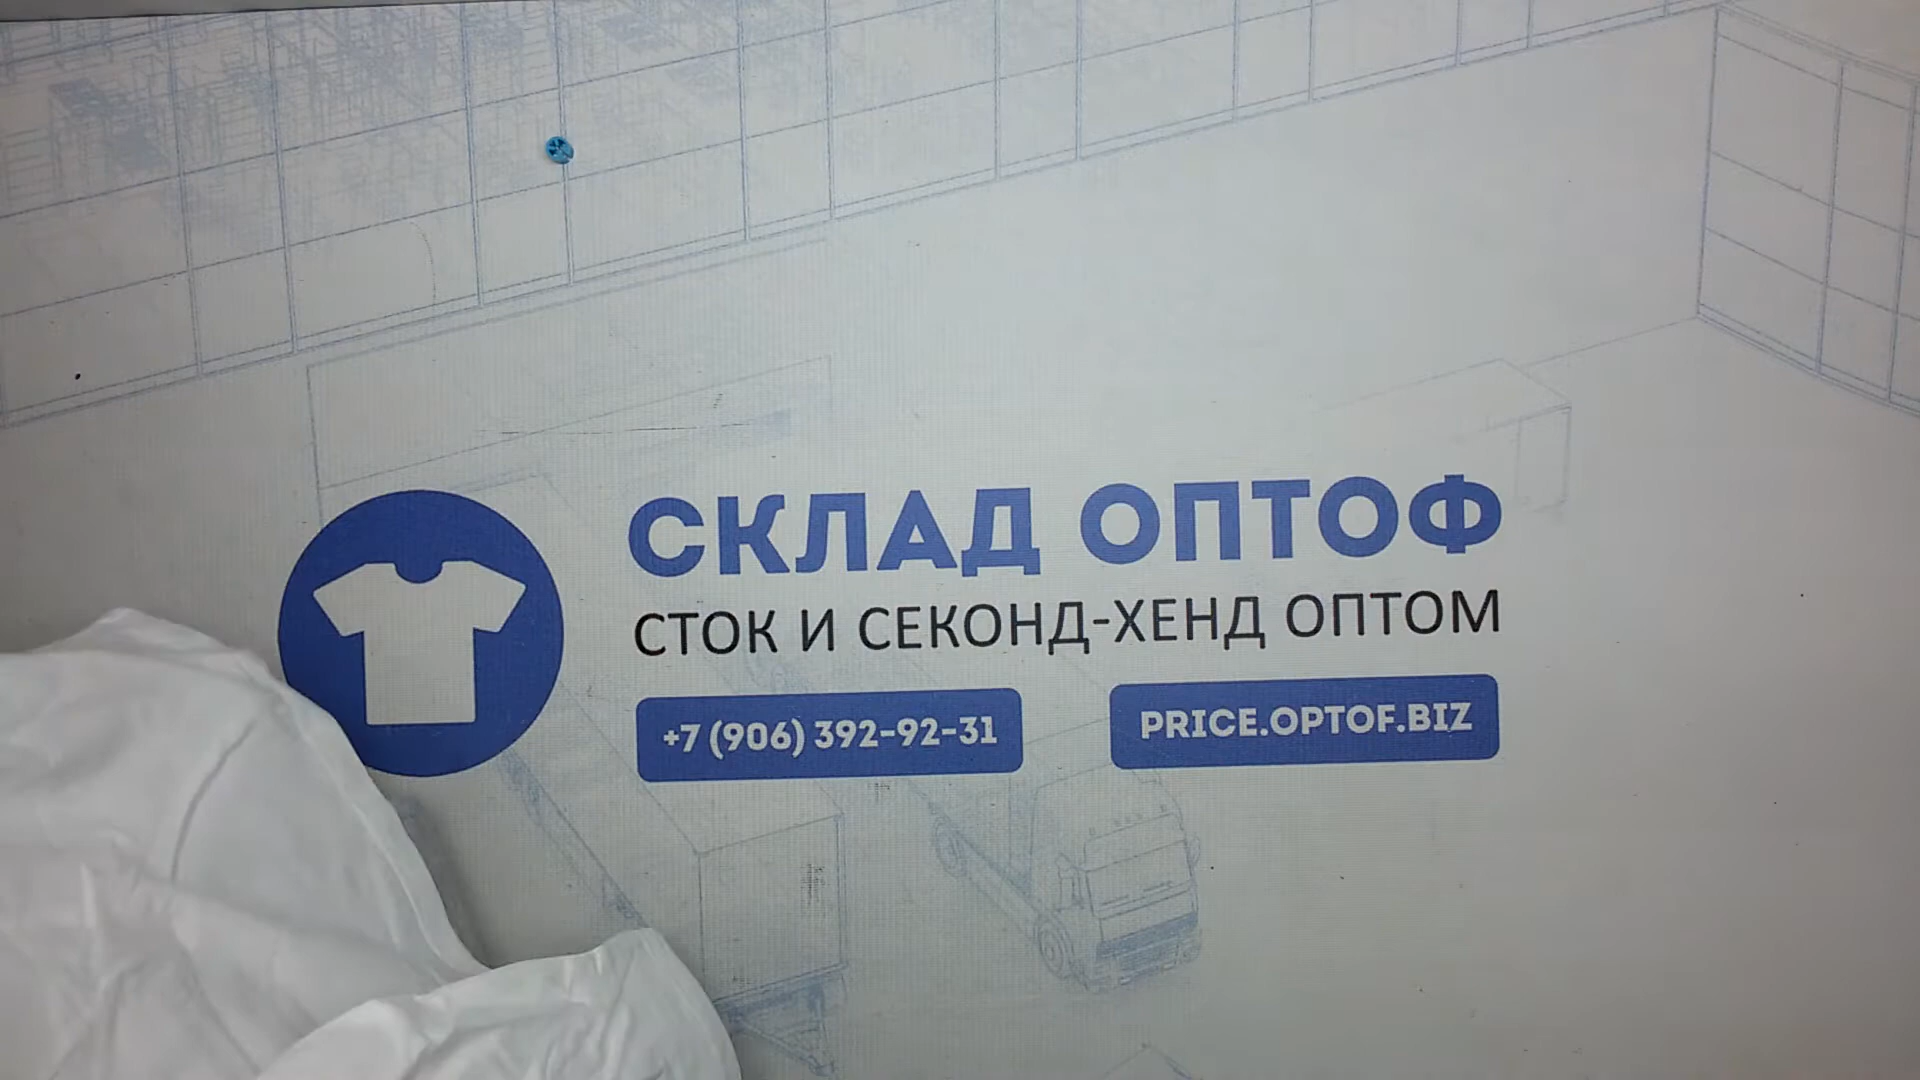 СКЛАД ОПТОФ
СТОК И СЕКОНД-ХЕНД ОПТОМ
+7 (906) 392-92-31
PRICE.OPTOF.BIZ